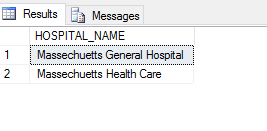 Results Messages
HOSPITAL_NAME
1 Massechuetts General Hospital
2 Massechuetts Health Care